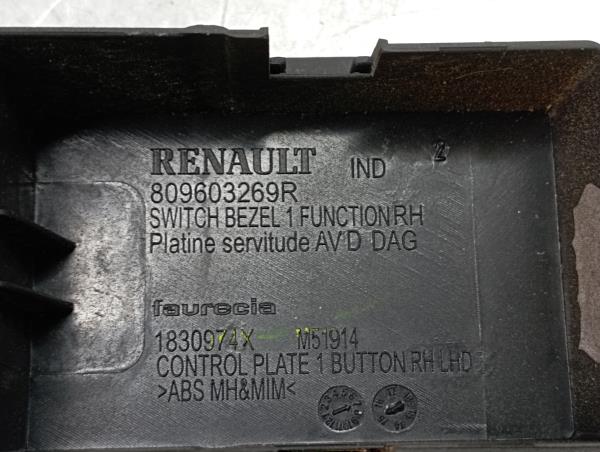 RENAULT IND 2
809603269R
SWITCH BEZEL 1 FUNCTION RH
Platine servitude AV'D DAG
faurecia
1830974X M51914
CONTROL PLATE 1 BUTTON RH LHD
>ABS MH&MIM<